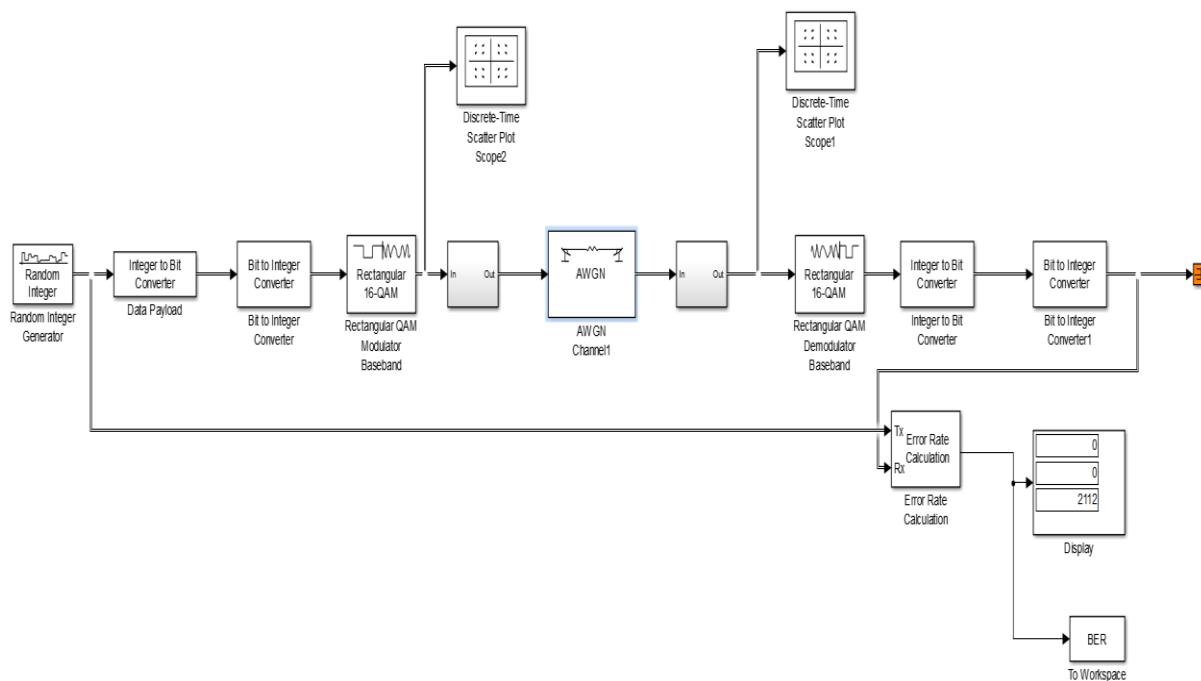 Discrete-Time
Scatter Plot
Scope2
Discrete-Time
Scatter Plot
Scope1
Random
Integer
Random Integer
Generator
Integer to Bit
Converter
Data Payload
Bit to Integer
Converter
Bit to Integer
Converter
Rectangular
16-QAM
Rectangular QAM
Modulator
Baseband
In
Out
AWGN
AWGN
Channel1
In
Out
Rectangular
16-QAM
Rectangular QAM
Demodulator
Baseband
Integer to Bit
Converter
Integer to Bit
Converter
Bit to Integer
Converter
Bit to Integer
Converter1
Tx
Rx
Error Rate
Calculation
Error Rate
Calculation
0
0
2112
Display
BER
To Workspace